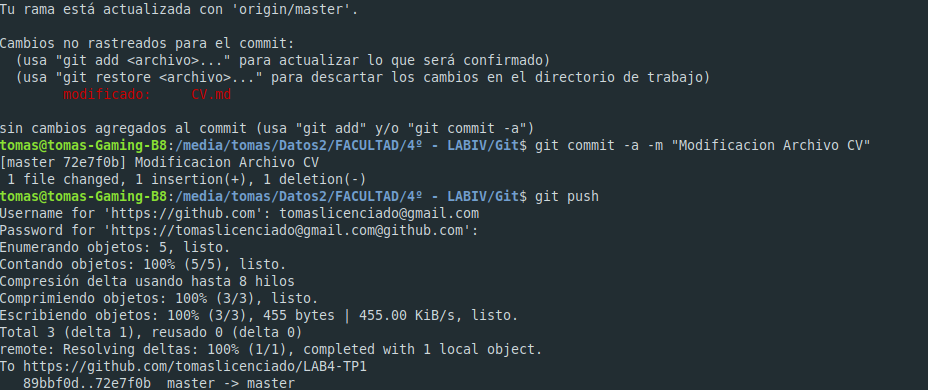 Tu rama está actualizada con 'origin/master'.
Cambios no rastreados para el commit:
(usa "git add <archivo>..." para actualizar lo que será confirmado)
(usa "git restore <archivo>..." para descartar los cambios en el directorio de trabajo)
modificado:     CV.md
sin cambios agregados al commit (usa "git add" y/o "git commit -a")
tomas@tomas-Gaming-B8:/media/tomas/Datos2/FACULTAD/4º - LABIV/Git$ git commit -a -m "Modificacion Archivo CV"
[master 72e7f0b] Modificacion Archivo CV
1 file changed, 1 insertion(+), 1 deletion(-)
tomas@tomas-Gaming-B8:/media/tomas/Datos2/FACULTAD/4º - LABIV/Git$ git push
Username for 'https://github.com': tomaslicenciado@gmail.com
Password for 'https://tomaslicenciado@gmail.com@github.com':
Enumerando objetos: 5, listo.
Contando objetos: 100% (5/5), listo.
Compresión delta usando hasta 8 hilos
Comprimiendo objetos: 100% (3/3), listo.
Escribiendo objetos: 100% (3/3), 455 bytes | 455.00 KiB/s, listo.
Total 3 (delta 1), reusado 0 (delta 0)
remote: Resolving deltas: 100% (1/1), completed with 1 local object.
To https://github.com/tomaslicenciado/LAB4-TP1
89bbf0d..72e7f0b  master -> master